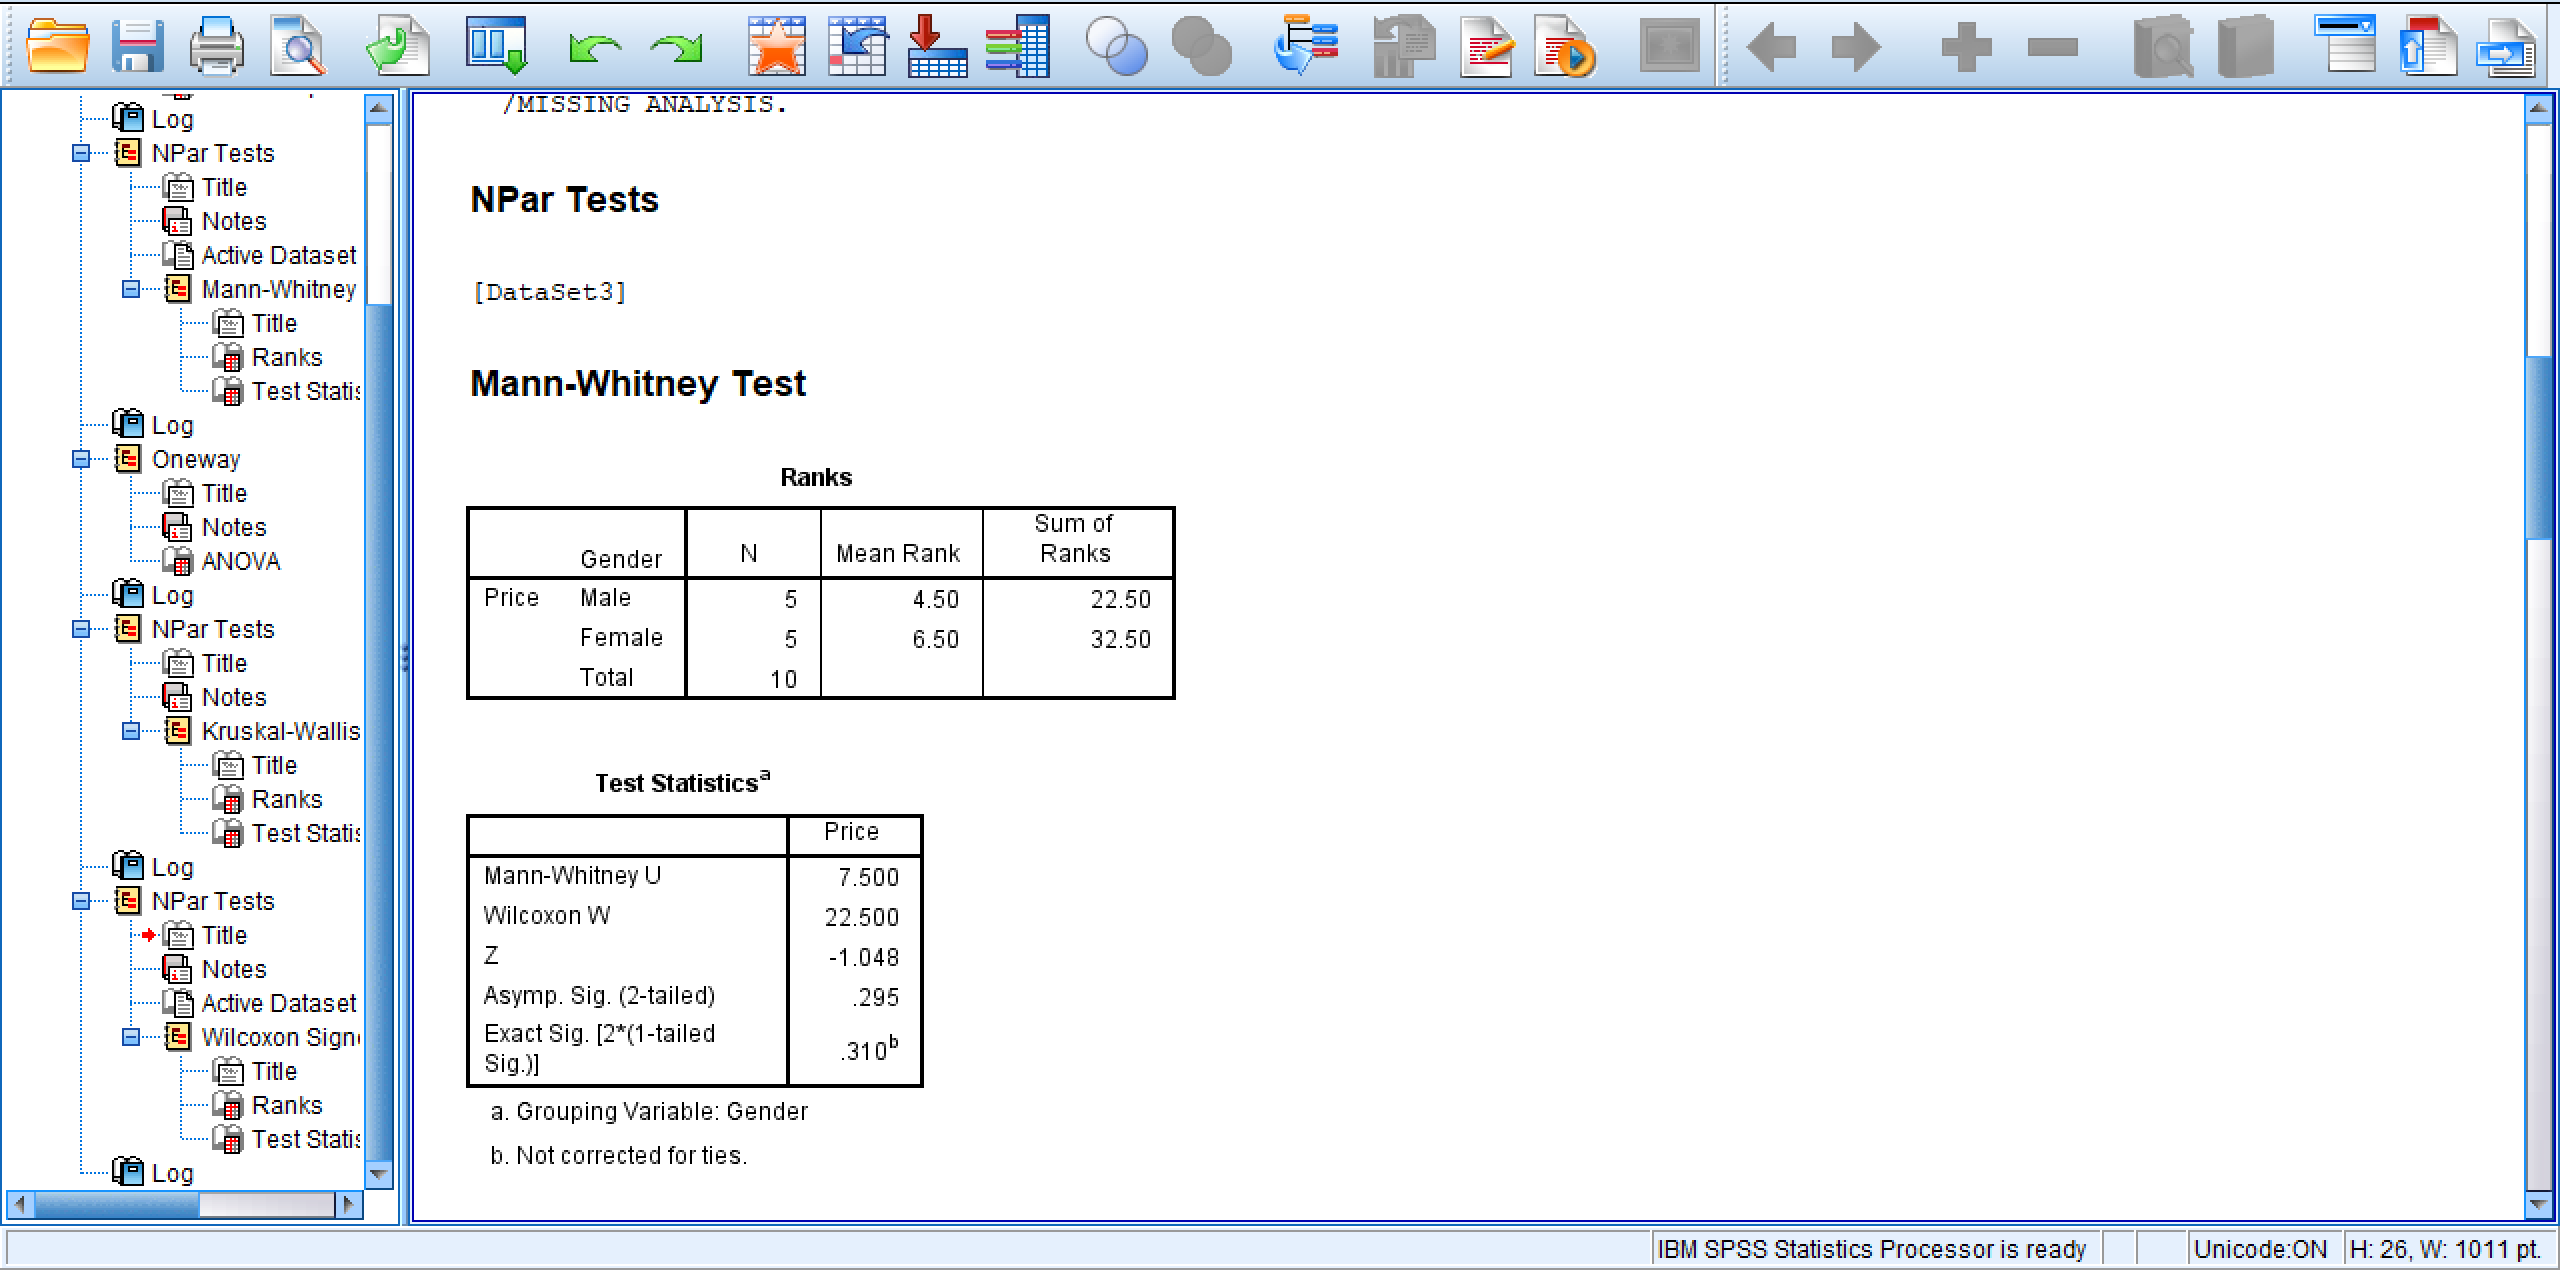 Log
NPar Tests
Title
Notes
Active Dataset
Mann-Whitney
Title
Ranks
Test Statis
Log
Oneway
Title
Notes
ANOVA
Log
NPar Tests
Title
Notes
Kruskal-Wallis
Title
Ranks
Test Statis
Log
NPar Tests
Title
Notes
Active Dataset
Wilcoxon Sign
Title
Ranks
Test Statis
Log
/MISSING ANALYSIS.
NPar Tests
[DataSet3]
Mann-Whitney Test
Ranks
Gender N Mean Rank Sum of Ranks
Price Male 5 4.50 22.50
Female 5 6.50 32.50
Total 10
Test Statistics^a
Price
Mann-Whitney U 7.500
Wilcoxon W 22.500
Z -1.048
Asymp. Sig. (2-tailed) .295
Exact Sig. [2*(1-tailed Sig.)] .310^b
a. Grouping Variable: Gender
b. Not corrected for ties.
IBM SPSS Statistics Processor is ready Unicode:ON H: 26, W: 1011 pt.